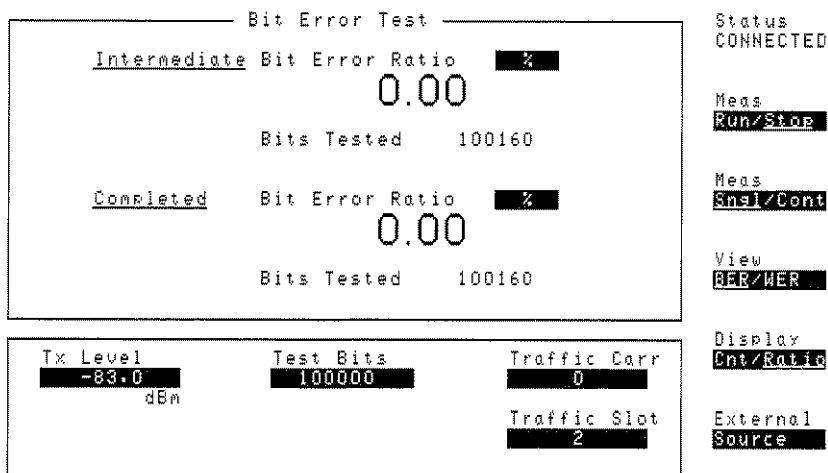 Bit Error Test
Intermediate Bit Error Ratio %
0.00
Bits Tested 100160
Completed Bit Error Ratio %
0.00
Bits Tested 100160
Tx Level
-83.0
dBm
Test Bits
100000
Traffic Carr
0
Traffic Slot
2
Status
CONNECTED
Meas
Run/Stop
Meas
Sngl/Cont
View
BER/WER
Display
Cnt/Ratio
External
Source